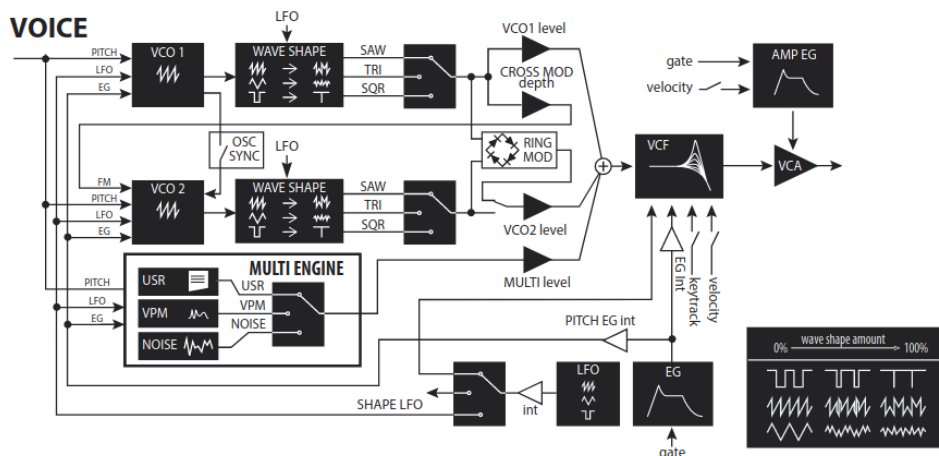 VOICE
LFO
VCO1 level
PITCH
VCO 1
WAVE SHAPE
SAW
AMP EG
LFO
TRI
CROSS MOD
depth
gate
EG
SQR
velocity
OSC
SYNC
LFO
RING
MOD
VCF
VCA
FM
VCO 2
WAVE SHAPE
SAW
PITCH
TRI
LFO
SQR
VCO2 level
EG
MULTI ENGINE
MULTI level
EG Int
keytrack
velocity
PITCH
USR
USR
LFO
VPM
VPM
EG
NOISE
NOISE
PITCH EG int
wave shape amount
0%
100%
LFO
EG
SHAPE LFO
int
gate